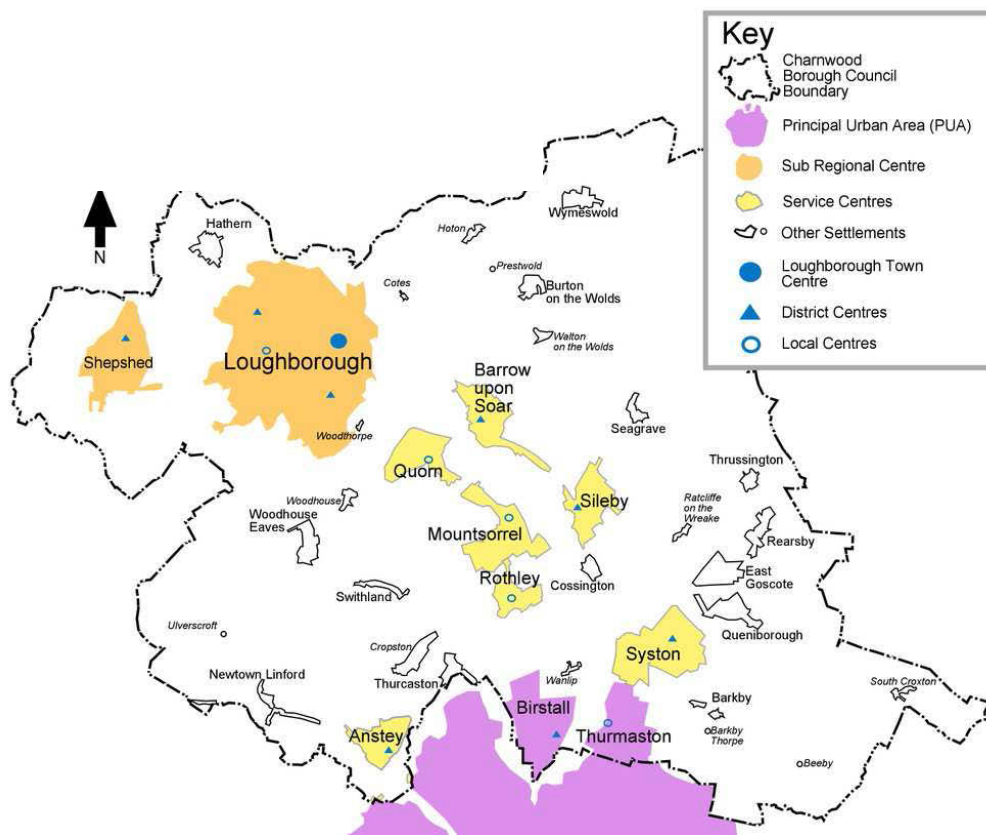 Key
Charnwood
Borough Council
Boundary
Principal Urban Area (PUA)
Sub Regional Centre
Service Centres
Other Settlements
Loughborough Town
Centre
District Centres
Local Centres
N
Hathern
Wymeswold
Hoton
Prestwold
Cotes
Burton
on the Wolds
Walton
on the Wolds
Shepshed
Loughborough
Barrow
upon
Soar
Seagrave
Woodthorpe
Quorn
Thrussington
Woodhouse
Sileby
Ratcliffe
on the
Wreake
Woodhouse
Eaves
Mountsorrel
Rearsby
East
Goscote
Rothley
Cossington
Swithland
Queniborough
Ulverscroft
Cropston
Syston
Newtown Linford
Thurcaston
Wanlip
South Croxton
Birstall
Barkby
Anstey
Thurmaston
Barkby
Thorpe
Beeby